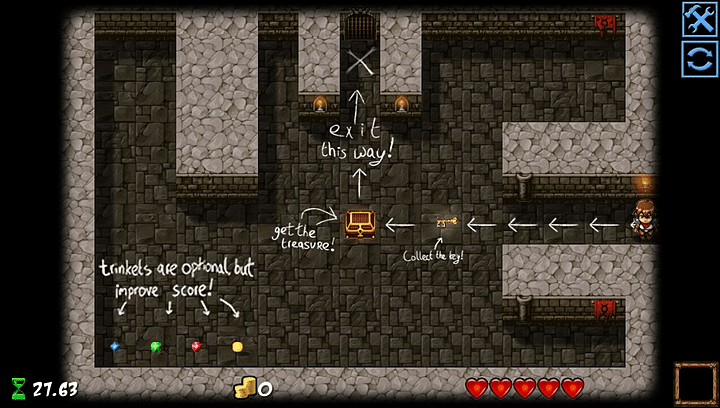 exit
this way!
get the
treasure!
Collect the key!
trinkets are optional but
improve score!
27.63
0